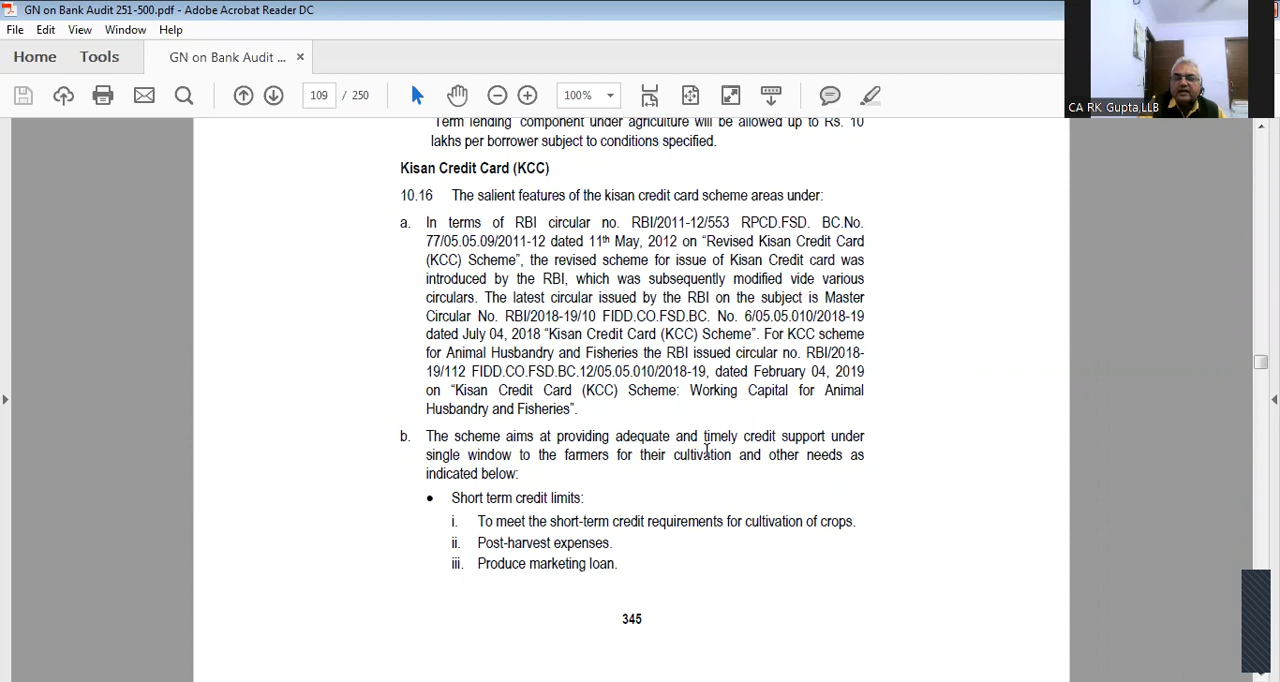 GN on Bank Audit 251-500.pdf - Adobe Acrobat Reader DC
File Edit View Window Help
Home Tools GN on Bank Audit ... ×
109 / 250 100%
CA RK Gupta,LLB
Term lending component under agriculture will be allowed up to Rs. 10
lakhs per borrower subject to conditions specified.
Kisan Credit Card (KCC)
10.16 The salient features of the kisan credit card scheme areas under:
a. In terms of RBI circular no. RBI/2011-12/553 RPCD.FSD. BC.No.
77/05.05.09/2011-12 dated 11th May, 2012 on “Revised Kisan Credit Card
(KCC) Scheme”, the revised scheme for issue of Kisan Credit card was
introduced by the RBI, which was subsequently modified vide various
circulars. The latest circular issued by the RBI on the subject is Master
Circular No. RBI/2018-19/10 FIDD.CO.FSD.BC. No. 6/05.05.010/2018-19
dated July 04, 2018 “Kisan Credit Card (KCC) Scheme”. For KCC scheme
for Animal Husbandry and Fisheries the RBI issued circular no. RBI/2018-
19/112 FIDD.CO.FSD.BC.12/05.05.010/2018-19, dated February 04, 2019
on “Kisan Credit Card (KCC) Scheme: Working Capital for Animal
Husbandry and Fisheries”.
b. The scheme aims at providing adequate and timely credit support under
single window to the farmers for their cultivation and other needs as
indicated below:
• Short term credit limits:
i. To meet the short-term credit requirements for cultivation of crops.
ii. Post-harvest expenses.
iii. Produce marketing loan.
345